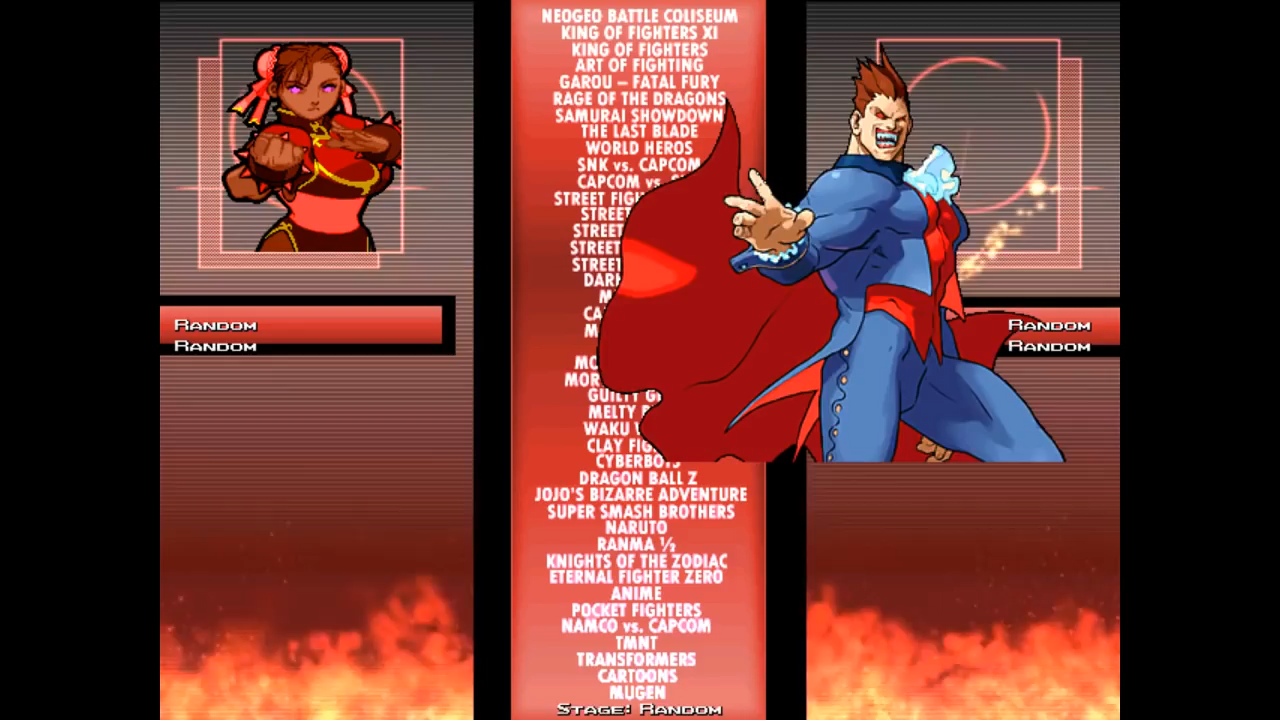 NEOGEO BATTLE COLISEUM
KING OF FIGHTERS XI
KING OF FIGHTERS
ART OF FIGHTING
GAROU – FATAL FURY
RAGE OF THE DRAGONS
SAMURAI SHOWDOWN
THE LAST BLADE
WORLD HEROS
SNK vs. CAPCOM
CAPCOM vs.
STREET
STREET
STREET
STREET
STREET
RANDOM
RANDOM
RANDOM
RANDOM
GUILTY
MELTY
WAKU
CLAY
CYBERBOTS
DRAGON BALL Z
JOJO'S BIZARRE ADVENTURE
SUPER SMASH BROTHERS
NARUTO
RANMA ½
KNIGHTS OF THE ZODIAC
ETERNAL FIGHTER ZERO
ANIME
POCKET FIGHTERS
NAMCO vs. CAPCOM
TMNT
TRANSFORMERS
CARTOONS
MUGEN
STAGE: RANDOM